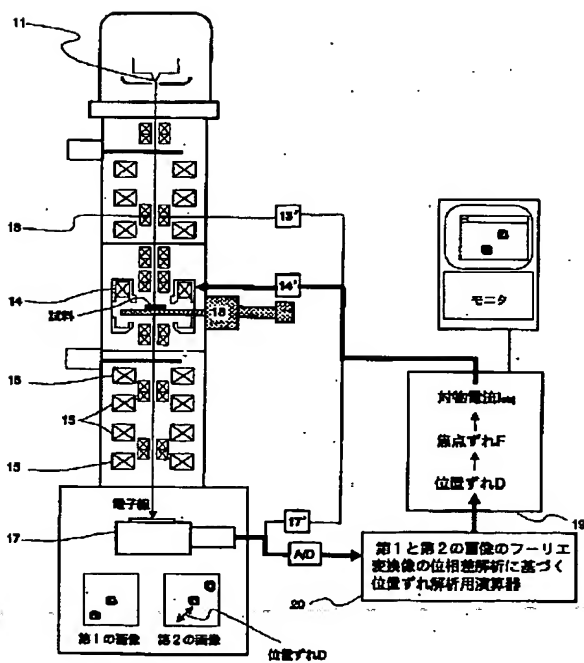 11
18
13'
14
試料
14'
18
モニタ
16
15
15
対物電流Iobj
焦点ずれF
位置ずれD
19
電子線
17
17'
A/D
第1と第2の画像のフーリエ
変換像の位相差解析に基づく
位置ずれ解析用演算器
20
第1の画像
第2の画像
位置ずれD